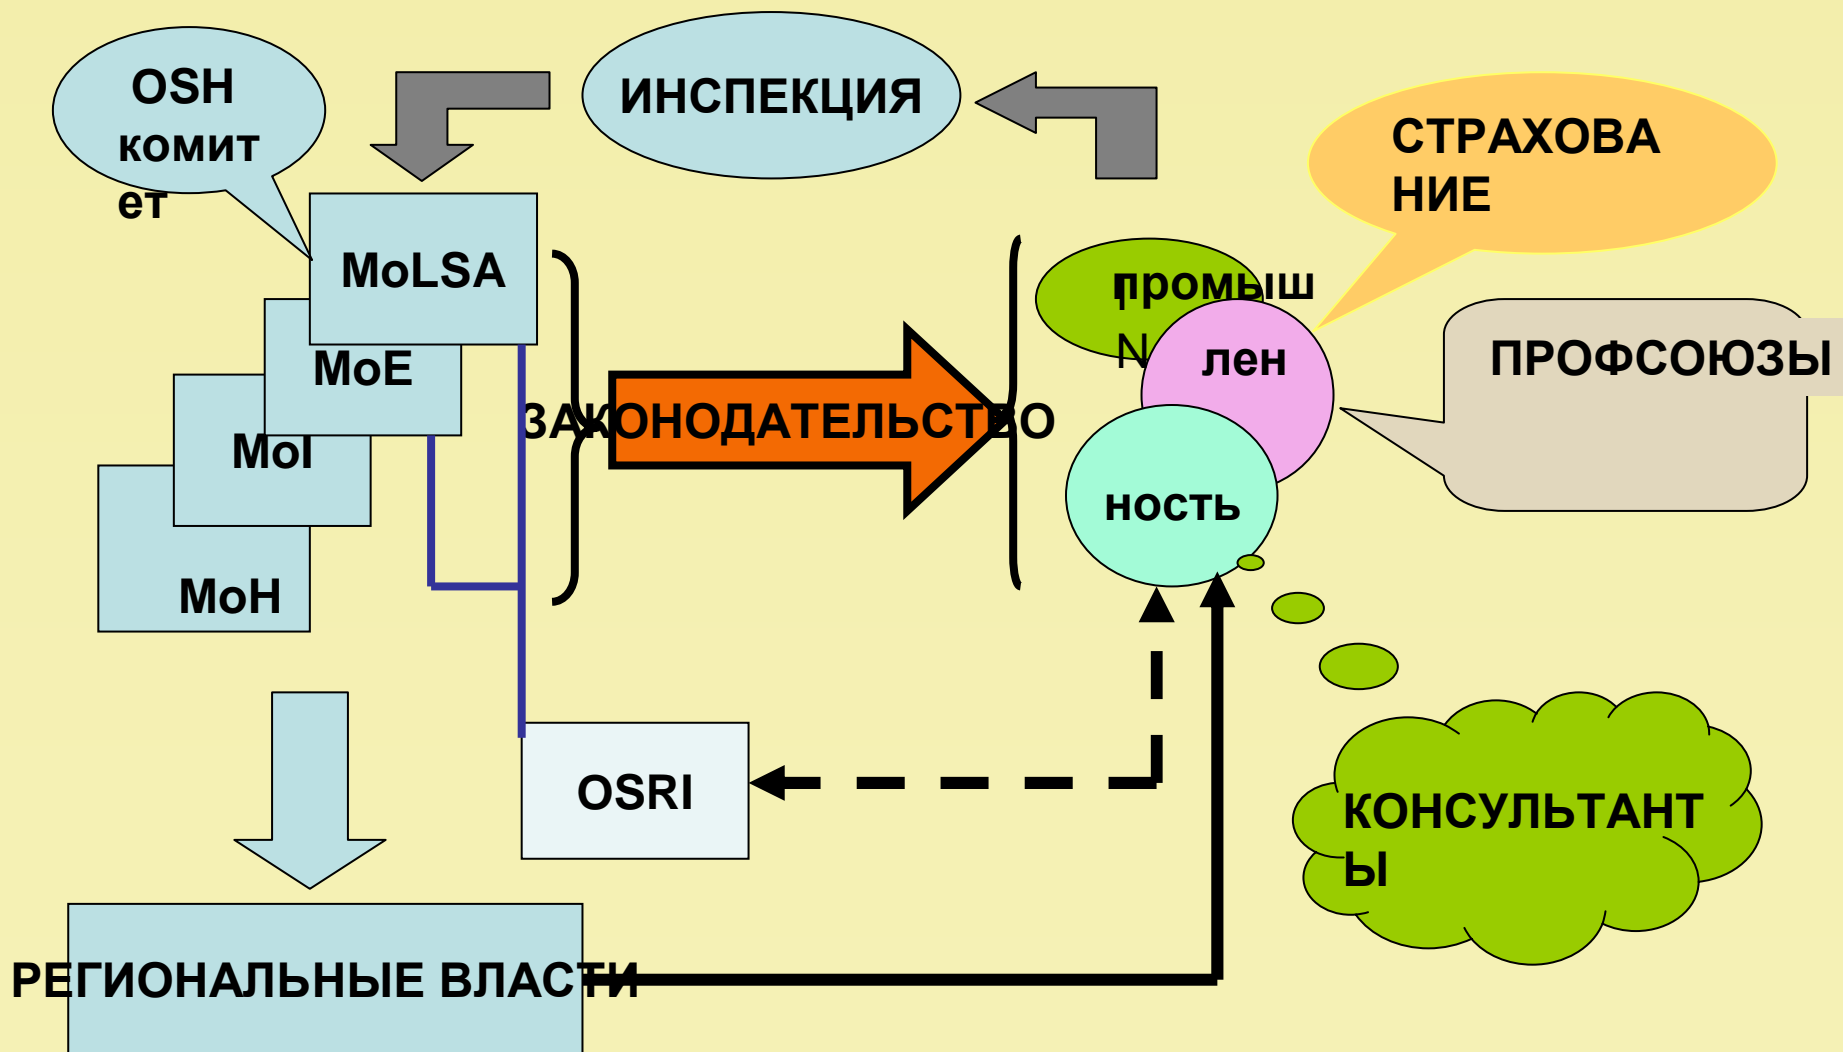 OSH
комит
ет
ИНСПЕКЦИЯ
СТРАХОВА
НИЕ
MoLSA
промыш
N
лен
ПРОФСОЮЗЫ
MoE
ЗАКОНОДАТЕЛЬСТВО
MoI
ность
MoH
OSRI
КОНСУЛЬТАНТ
Ы
РЕГИОНАЛЬНЫЕ ВЛАСТИ